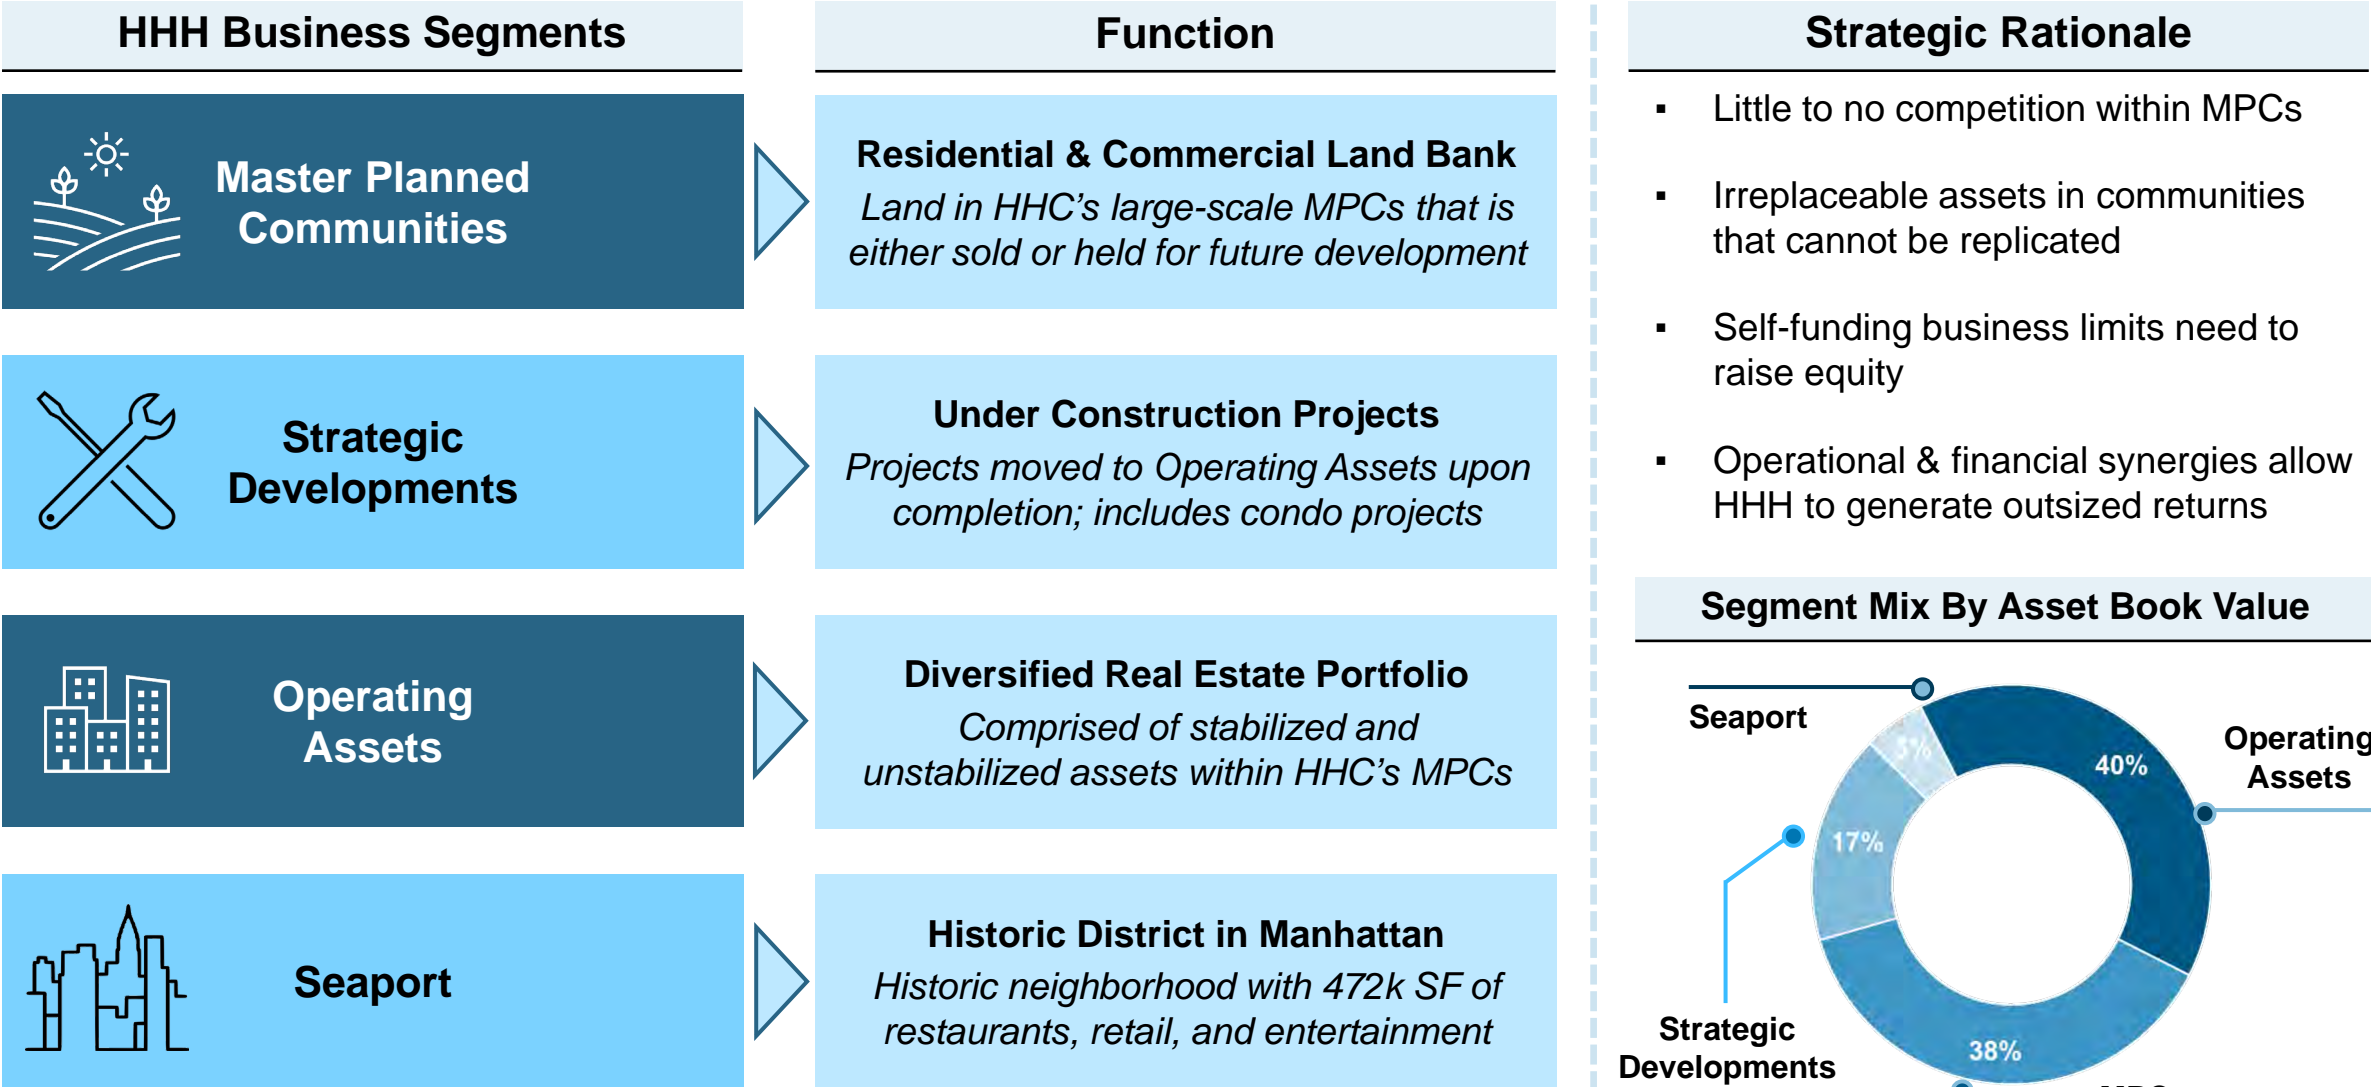 HHH Business Segments
Function
Strategic Rationale
Master Planned
Communities
Residential & Commercial Land Bank
Land in HHC’s large-scale MPCs that is
either sold or held for future development
Strategic
Developments
Under Construction Projects
Projects moved to Operating Assets upon
completion; includes condo projects
Operating
Assets
Diversified Real Estate Portfolio
Comprised of stabilized and
unstabilized assets within HHC’s MPCs
Seaport
Historic District in Manhattan
Historic neighborhood with 472k SF of
restaurants, retail, and entertainment
▪ Little to no competition within MPCs
▪ Irreplaceable assets in communities
that cannot be replicated
▪ Self-funding business limits need to
raise equity
▪ Operational & financial synergies allow
HHH to generate outsized returns
Segment Mix By Asset Book Value
Seaport
5%
40%
Operating
Assets
17%
Strategic
Developments
38%